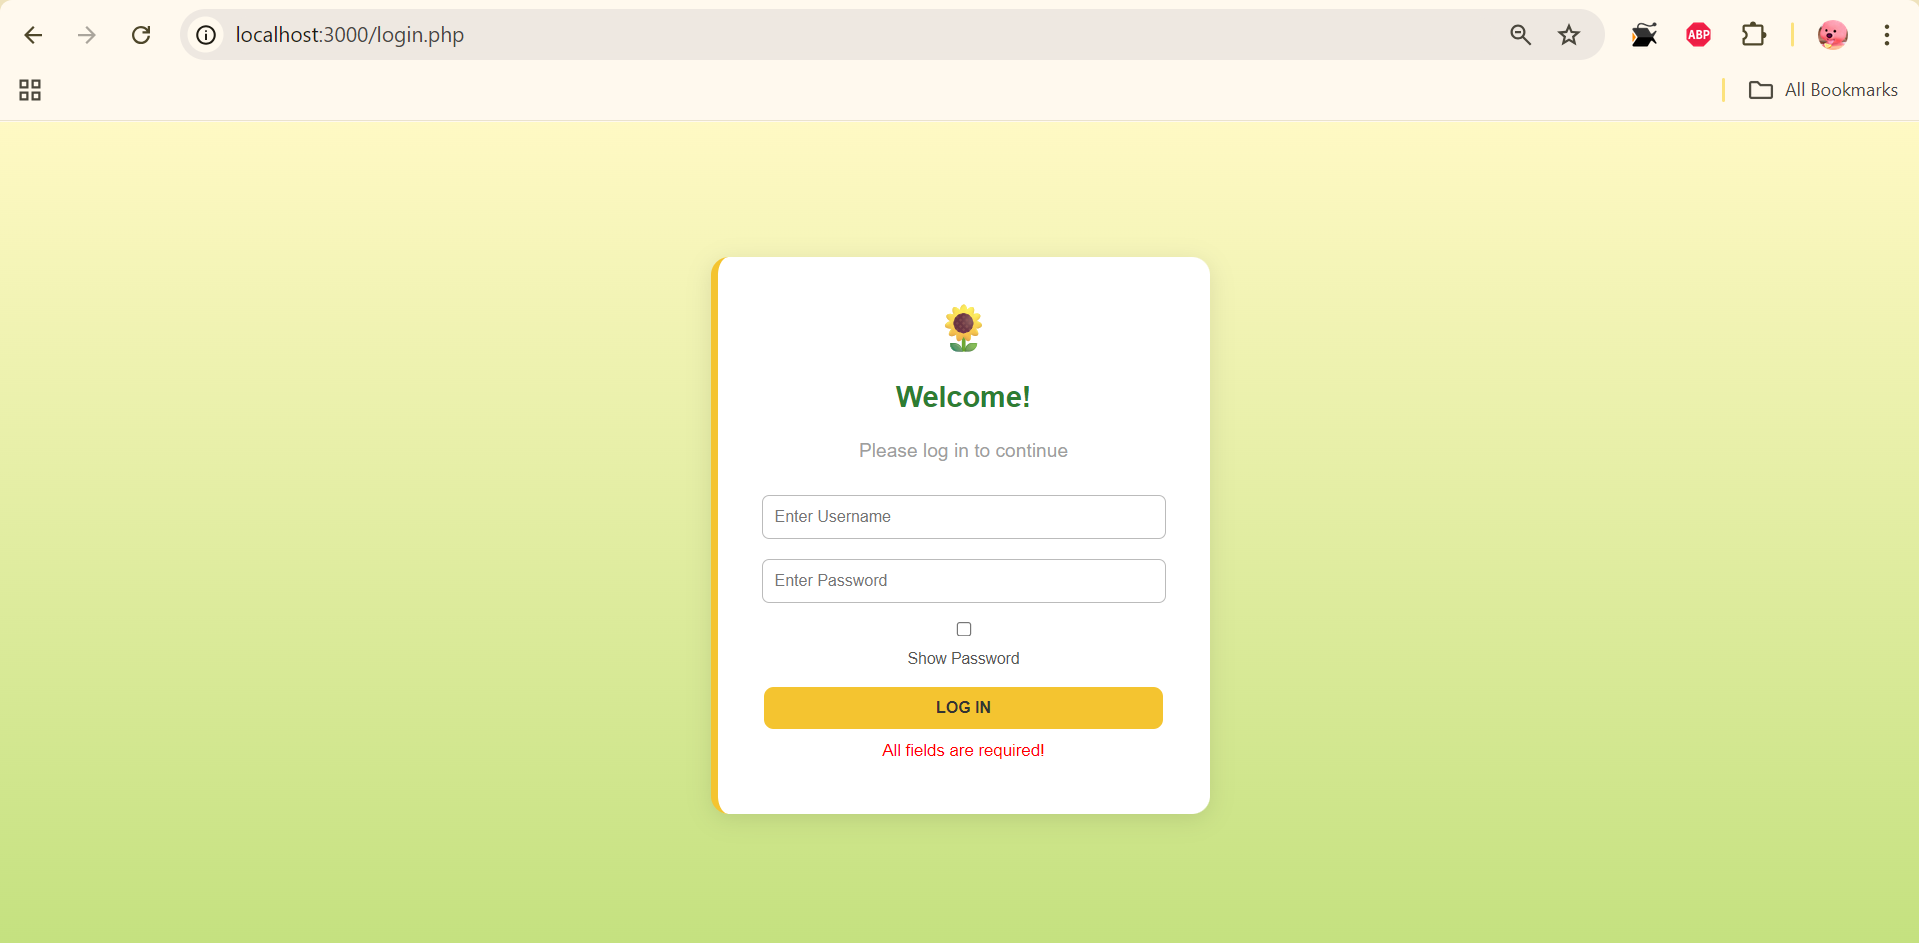 localhost:3000/login.php
ABP
All Bookmarks
Welcome!
Please log in to continue
Enter Username
Enter Password
Show Password
LOG IN
All fields are required!